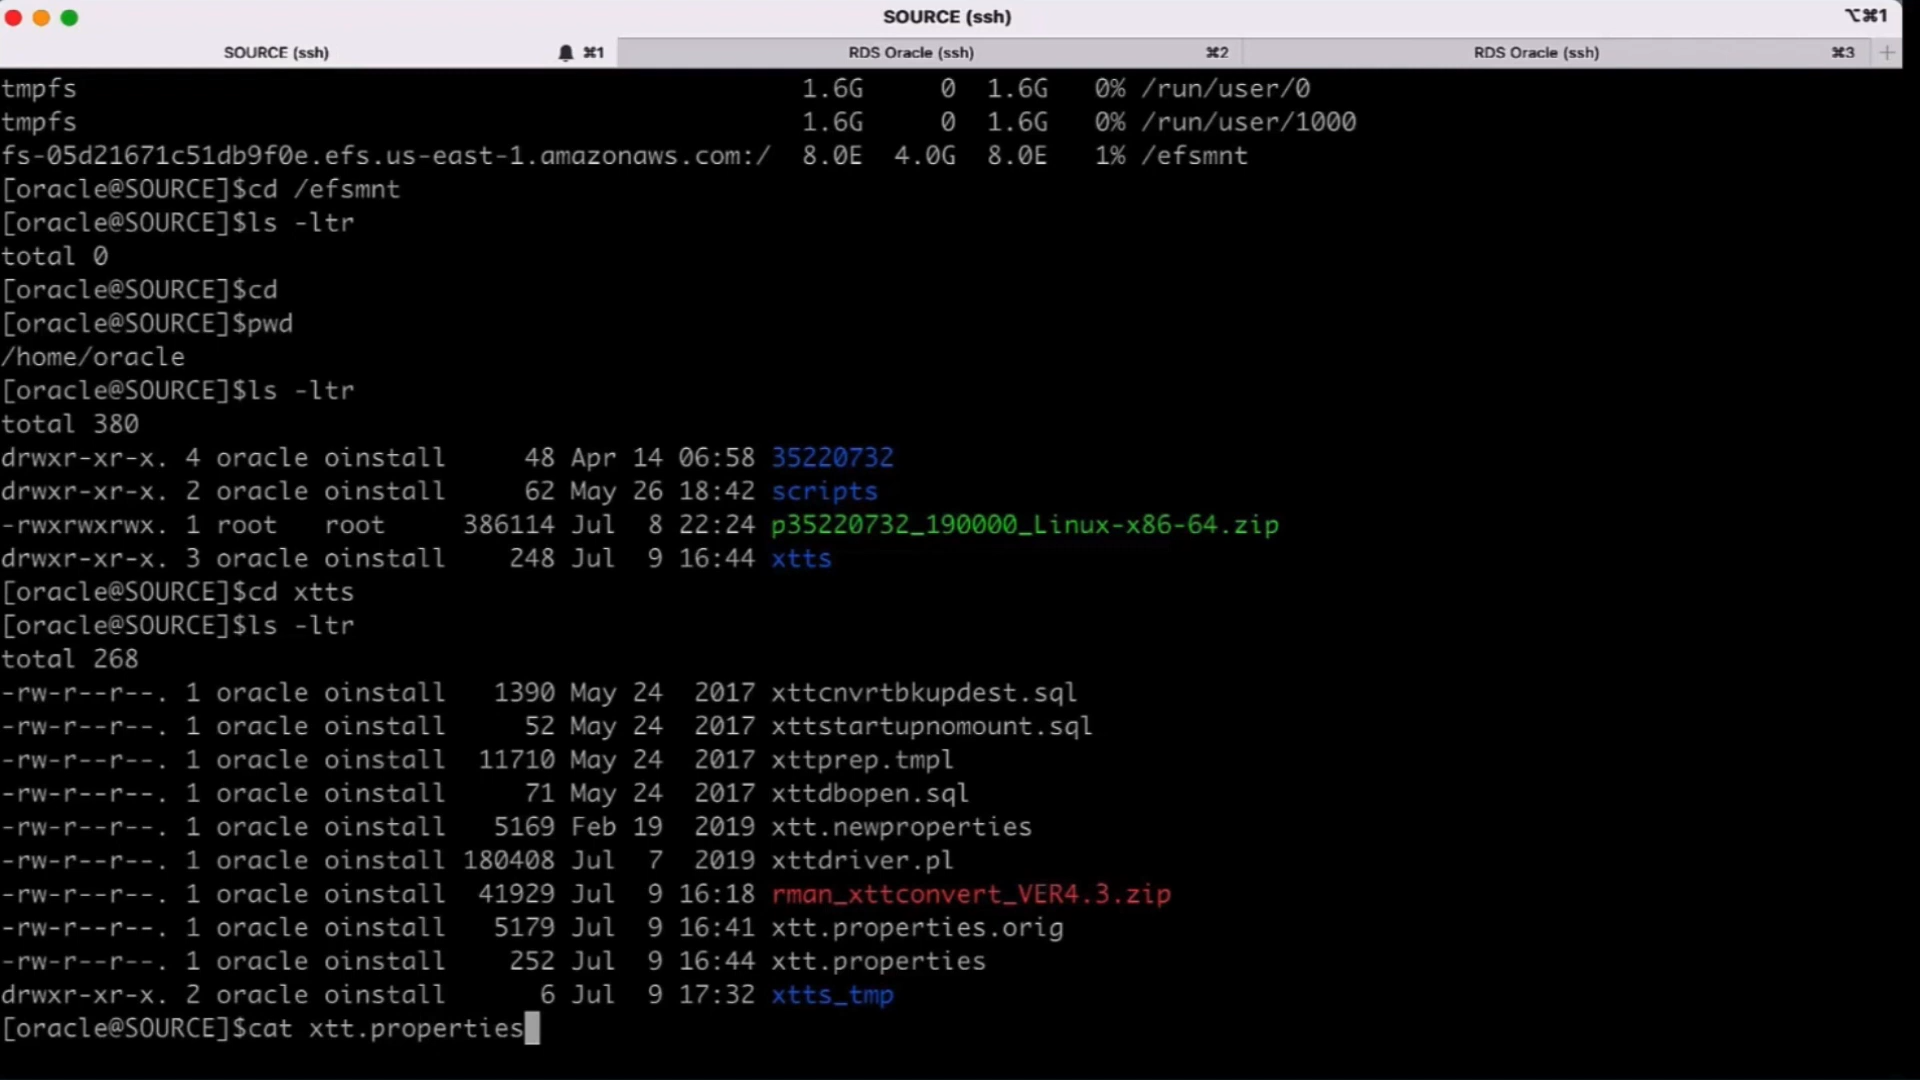 SOURCE (ssh)
⌥⌘1
SOURCE (ssh) ⌘1
RDS Oracle (ssh) ⌘2
RDS Oracle (ssh) ⌘3 +
tmpfs 1.6G 0 1.6G 0% /run/user/0
tmpfs 1.6G 0 1.6G 0% /run/user/1000
fs-05d21671c51db9f0e.efs.us-east-1.amazonaws.com:/ 8.0E 4.0G 8.0E 1% /efsmnt
[oracle@SOURCE]$cd /efsmnt
[oracle@SOURCE]$ls -ltr
total 0
[oracle@SOURCE]$cd
[oracle@SOURCE]$pwd
/home/oracle
[oracle@SOURCE]$ls -ltr
total 380
drwxr-xr-x. 4 oracle oinstall 48 Apr 14 06:58 35220732
drwxr-xr-x. 2 oracle oinstall 62 May 26 18:42 scripts
-rwxrwxrwx. 1 root root 386114 Jul 8 22:24 p35220732_190000_Linux-x86-64.zip
drwxr-xr-x. 3 oracle oinstall 248 Jul 9 16:44 xtts
[oracle@SOURCE]$cd xtts
[oracle@SOURCE]$ls -ltr
total 268
-rw-r--r--. 1 oracle oinstall 1390 May 24 2017 xttcnvrtbkupdest.sql
-rw-r--r--. 1 oracle oinstall 52 May 24 2017 xttstartupnomount.sql
-rw-r--r--. 1 oracle oinstall 11710 May 24 2017 xttprep.tmpl
-rw-r--r--. 1 oracle oinstall 71 May 24 2017 xttdbopen.sql
-rw-r--r--. 1 oracle oinstall 5169 Feb 19 2019 xtt.newproperties
-rw-r--r--. 1 oracle oinstall 180408 Jul 7 2019 xttdriver.pl
-rw-r--r--. 1 oracle oinstall 41929 Jul 9 16:18 rman_xttconvert_VER4.3.zip
-rw-r--r--. 1 oracle oinstall 5179 Jul 9 16:41 xtt.properties.orig
-rw-r--r--. 1 oracle oinstall 252 Jul 9 16:44 xtt.properties
drwxr-xr-x. 2 oracle oinstall 6 Jul 9 17:32 xtts_tmp
[oracle@SOURCE]$cat xtt.properties